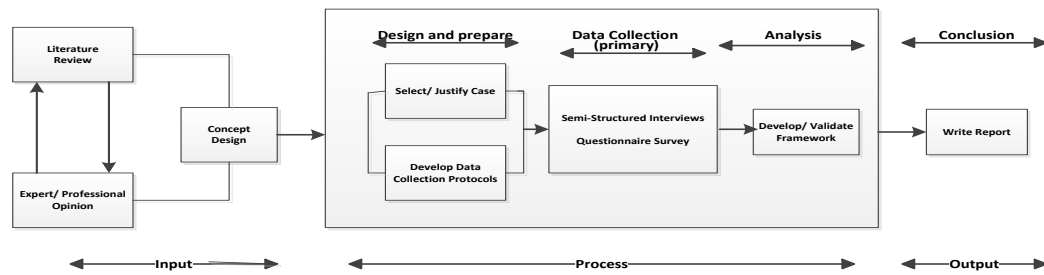 Literature
Review
Expert/ Professional
Opinion
Concept
Design
Design and prepare
Select/ Justify Case
Develop Data
Collection Protocols
Data Collection
(primary)
Semi-Structured Interviews
Questionnaire Survey
Analysis
Develop/ Validate
Framework
Conclusion
Write Report
Input
Process
Output